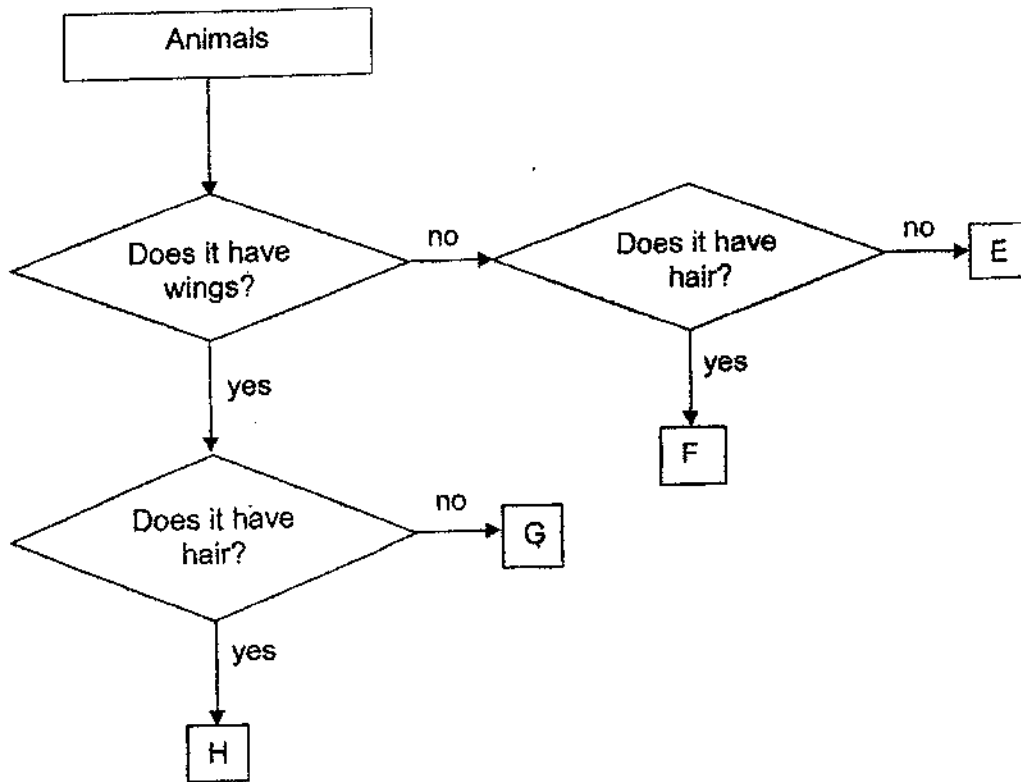 Animals
Does it have
wings?
no
Does it have
hair?
no
E
yes
yes
F
Does it have
hair?
no
G
yes
H